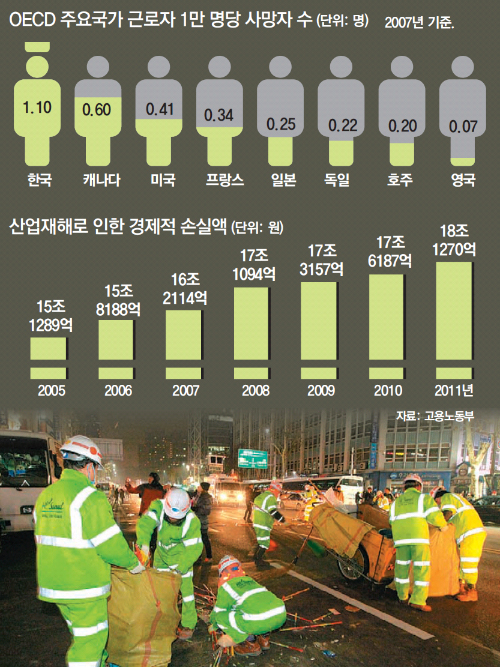 OECD 주요국가 근로자 1만 명당 사망자 수 (단위: 명) 2007년 기준.
1.10 0.60 0.41 0.34 0.25 0.22 0.20 0.07
한국 캐나다 미국 프랑스 일본 독일 호주 영국
산업재해로 인한 경제적 손실액 (단위: 원)
15조
1289억
15조
8188억
16조
2114억
17조
1094억
17조
3157억
17조
6187억
18조
1270억
2005 2006 2007 2008 2009 2010 2011년
자료: 고용노동부